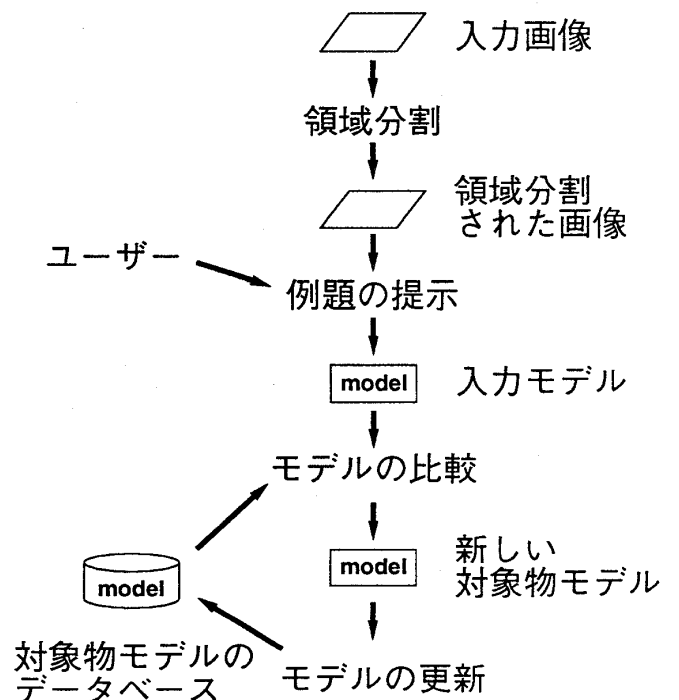 入力画像
領域分割
領域分割
された画像
ユーザー
例題の提示
model
入力モデル
モデルの比較
model
新しい
対象物モデル
model
対象物モデルの
データベース
モデルの更新